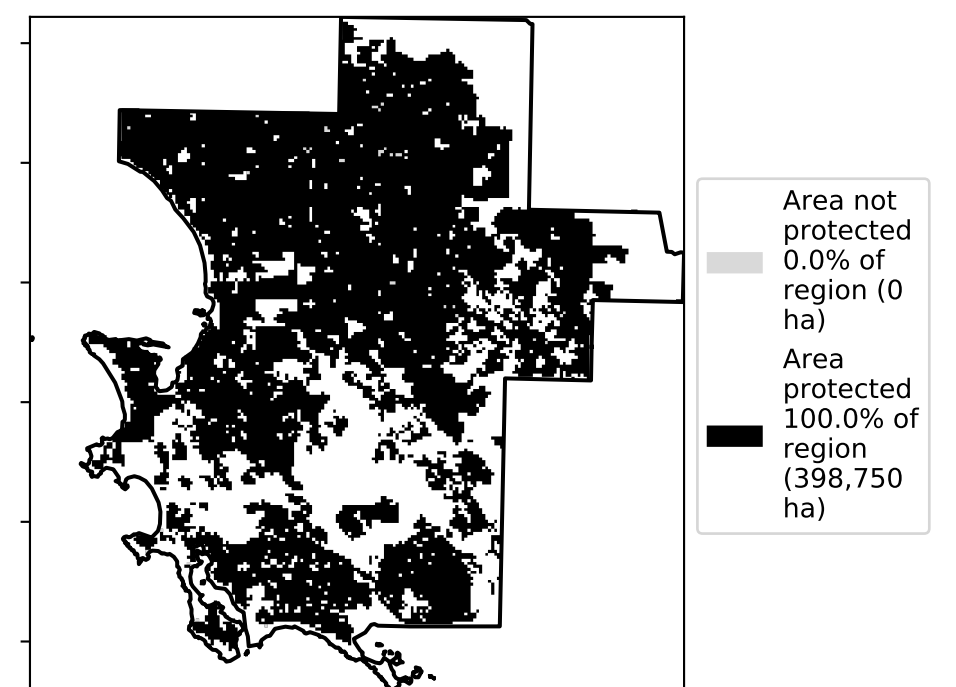 Area not
protected
0.0% of
region (0
ha)
Area
protected
100.0% of
region
(398,750
ha)